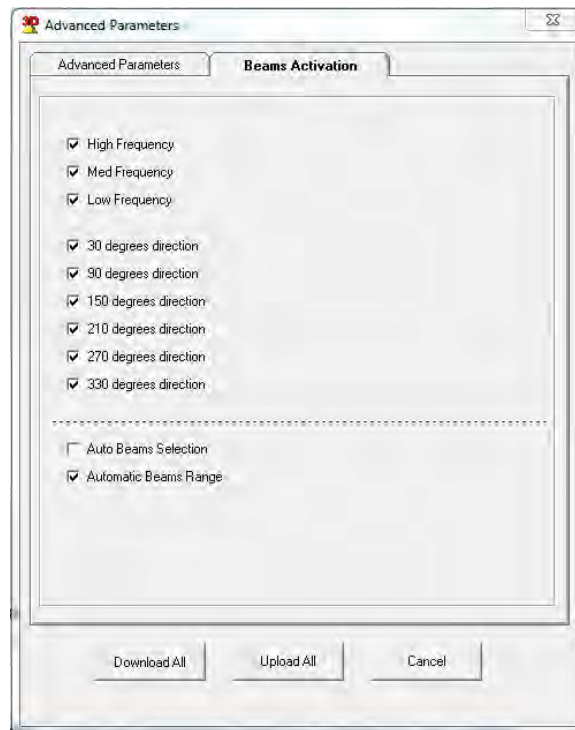 Advanced Parameters
Advanced Parameters Beams Activation
High Frequency
Med Frequency
Low Frequency
30 degrees direction
90 degrees direction
150 degrees direction
210 degrees direction
270 degrees direction
330 degrees direction
Auto Beams Selection
Automatic Beams Range
Download All Upload All Cancel